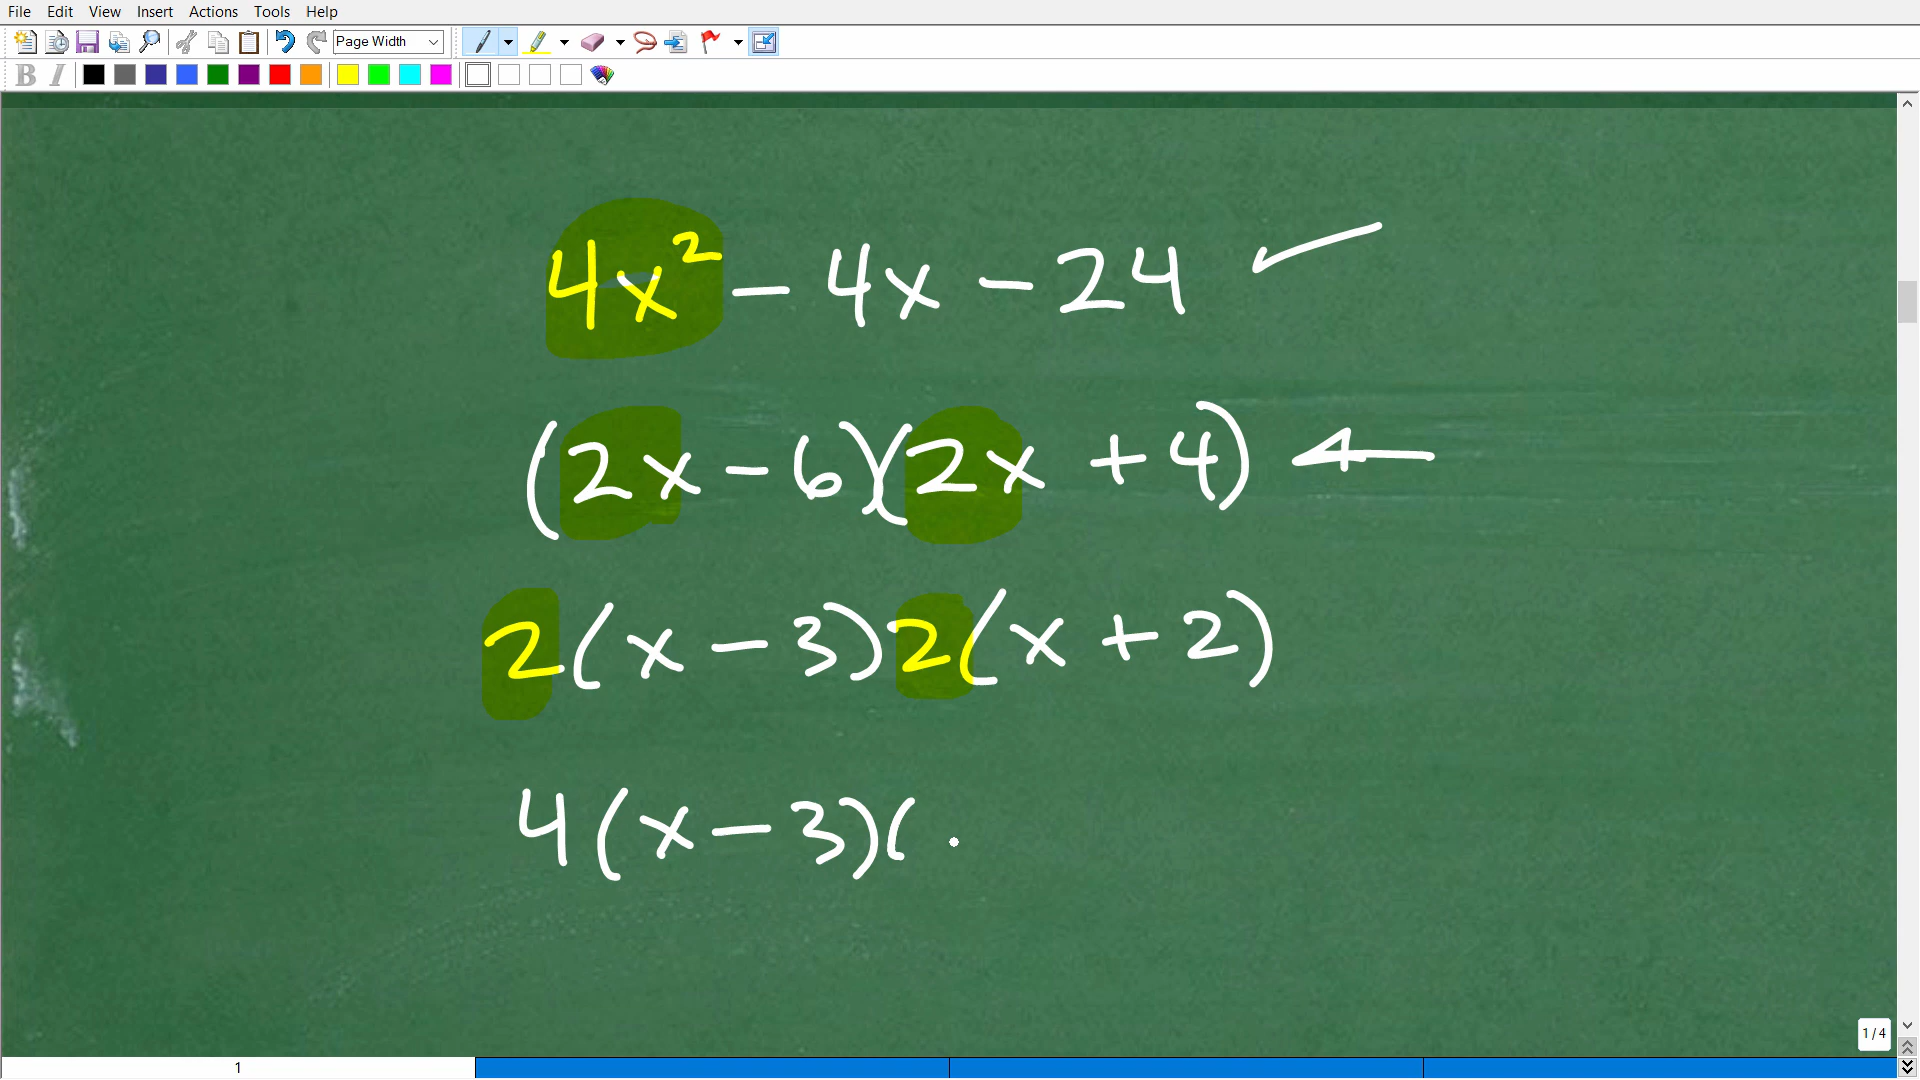 File Edit View Insert Actions Tools Help
Page Width
B I
4x² - 4x - 24
(2x - 6)(2x + 4)
2(x - 3)2(x + 2)
4(x - 3)(
1 / 4
1